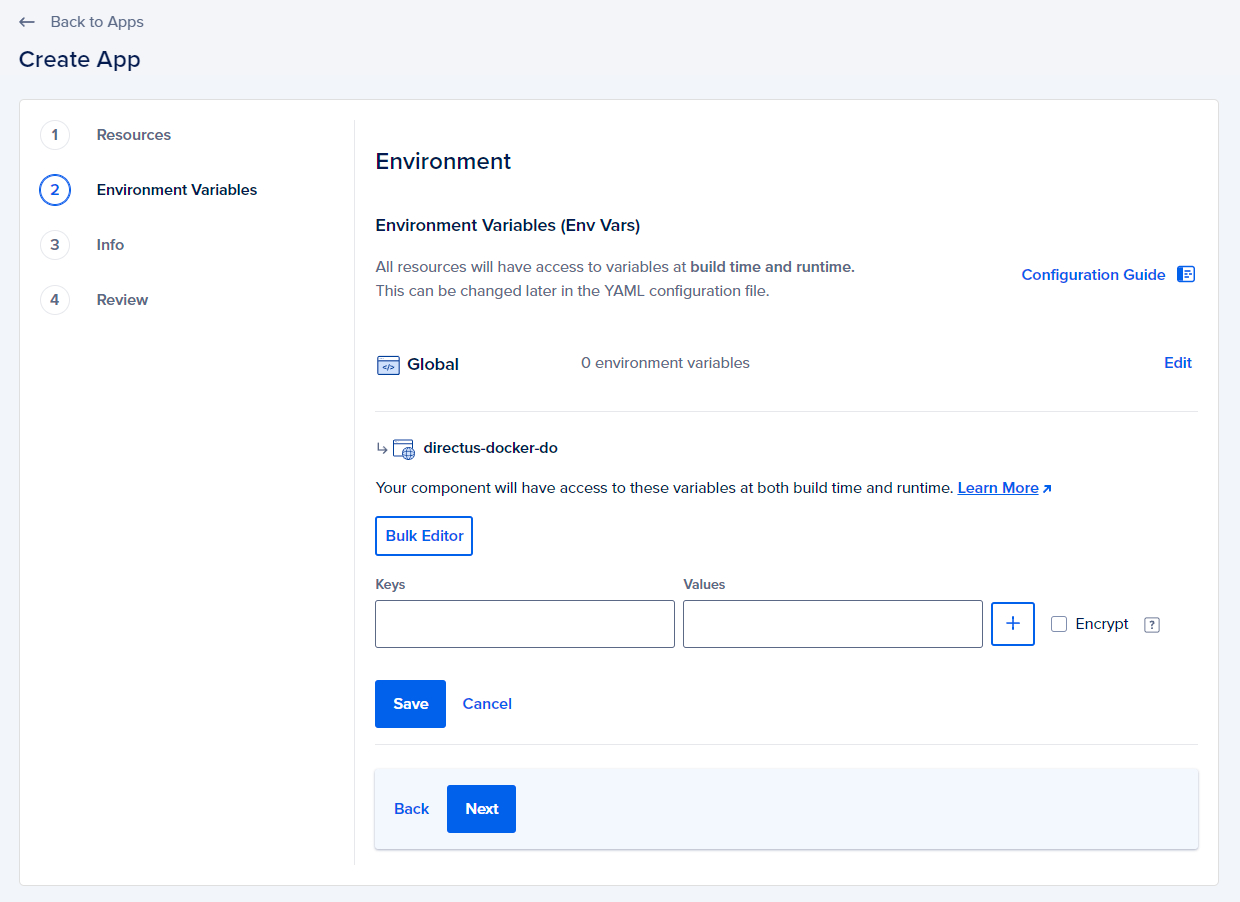 ← Back to Apps
Create App
1 Resources
2 Environment Variables
3 Info
4 Review
Environment
Environment Variables (Env Vars)
All resources will have access to variables at build time and runtime.
This can be changed later in the YAML configuration file.
Configuration Guide
</> Global 0 environment variables Edit
↳ directus-docker-do
Your component will have access to these variables at both build time and runtime. Learn More
Bulk Editor
Keys Values
+ Encrypt ?
Save Cancel
Back Next